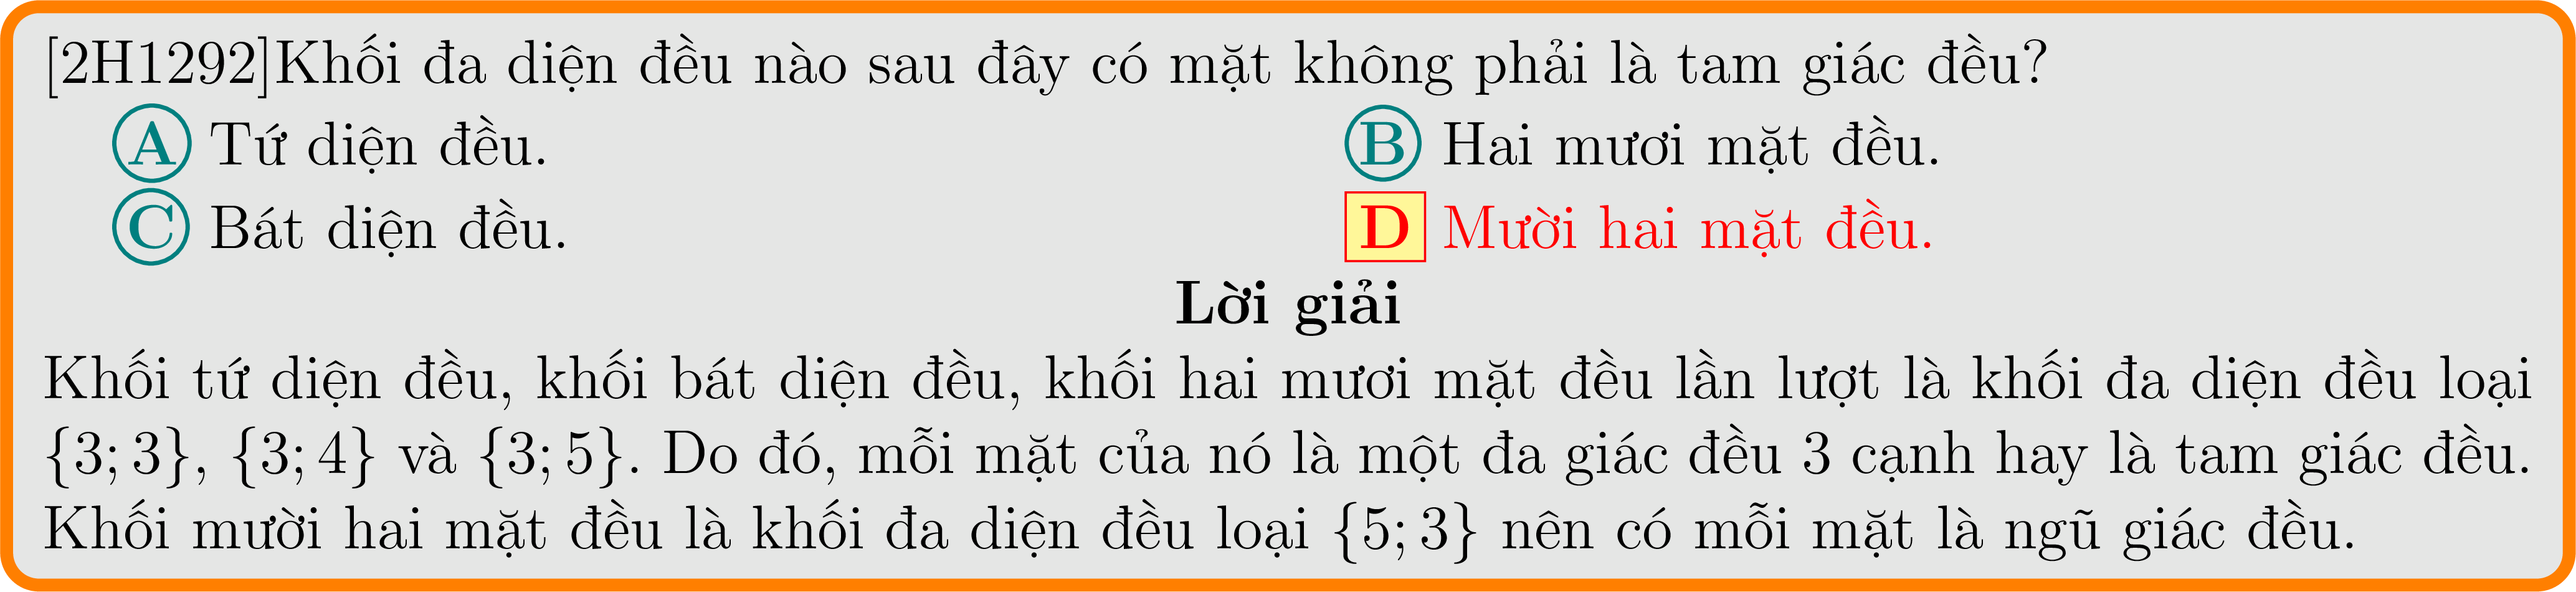 [2H1292]Khối đa diện đều nào sau đây có mặt không phải là tam giác đều?
A Tứ diện đều. B Hai mươi mặt đều.
C Bát diện đều. D Mười hai mặt đều.
Lời giải
Khối tứ diện đều, khối bát diện đều, khối hai mươi mặt đều lần lượt là khối đa diện đều loại
{3; 3}, {3; 4} và {3; 5}. Do đó, mỗi mặt của nó là một đa giác đều 3 cạnh hay là tam giác đều.
Khối mười hai mặt đều là khối đa diện đều loại {5; 3} nên có mỗi mặt là ngũ giác đều.